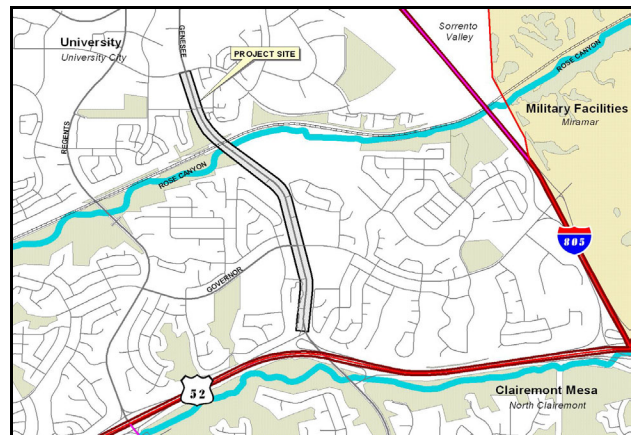 GENESEE
Sorrento
Valley
University
University City
PROJECT SITE
ROSE CANYON
Military Facilities
Miramar
REGENTS
ROSE CANYON
805
GOVERNOR
52
Clairemont Mesa
North Clairemont